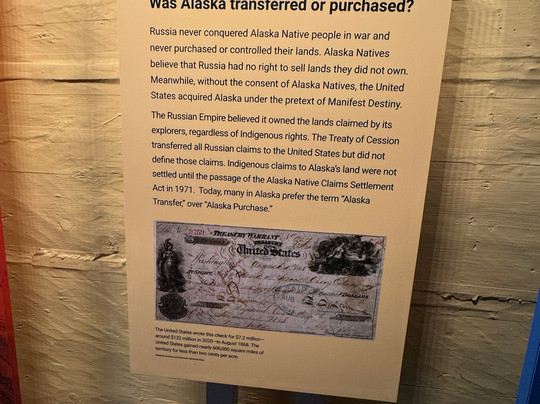 Was Alaska transferred or purchased?
Russia never conquered Alaska Native people in war and
never purchased or controlled their lands. Alaska Natives
believe that Russia had no right to sell lands they did not own.
Meanwhile, without the consent of Alaska Natives, the United
States acquired Alaska under the pretext of Manifest Destiny.
The Russian Empire believed it owned the lands claimed by its
explorers, regardless of Indigenous rights. The Treaty of Cession
transferred all Russian claims to the United States but did not
define those claims. Indigenous claims to Alaska's land were not
settled until the passage of the Alaska Native Claims Settlement
Act in 1971. Today, many in Alaska prefer the term "Alaska
Transfer," over "Alaska Purchase."
TREASURY WARRANT
United States
The United States wrote this check for $7.2 million—
around $132 million in 2020—in August 1868. The
United States gained nearly 600,000 square miles of
territory for less than two cents per acre.